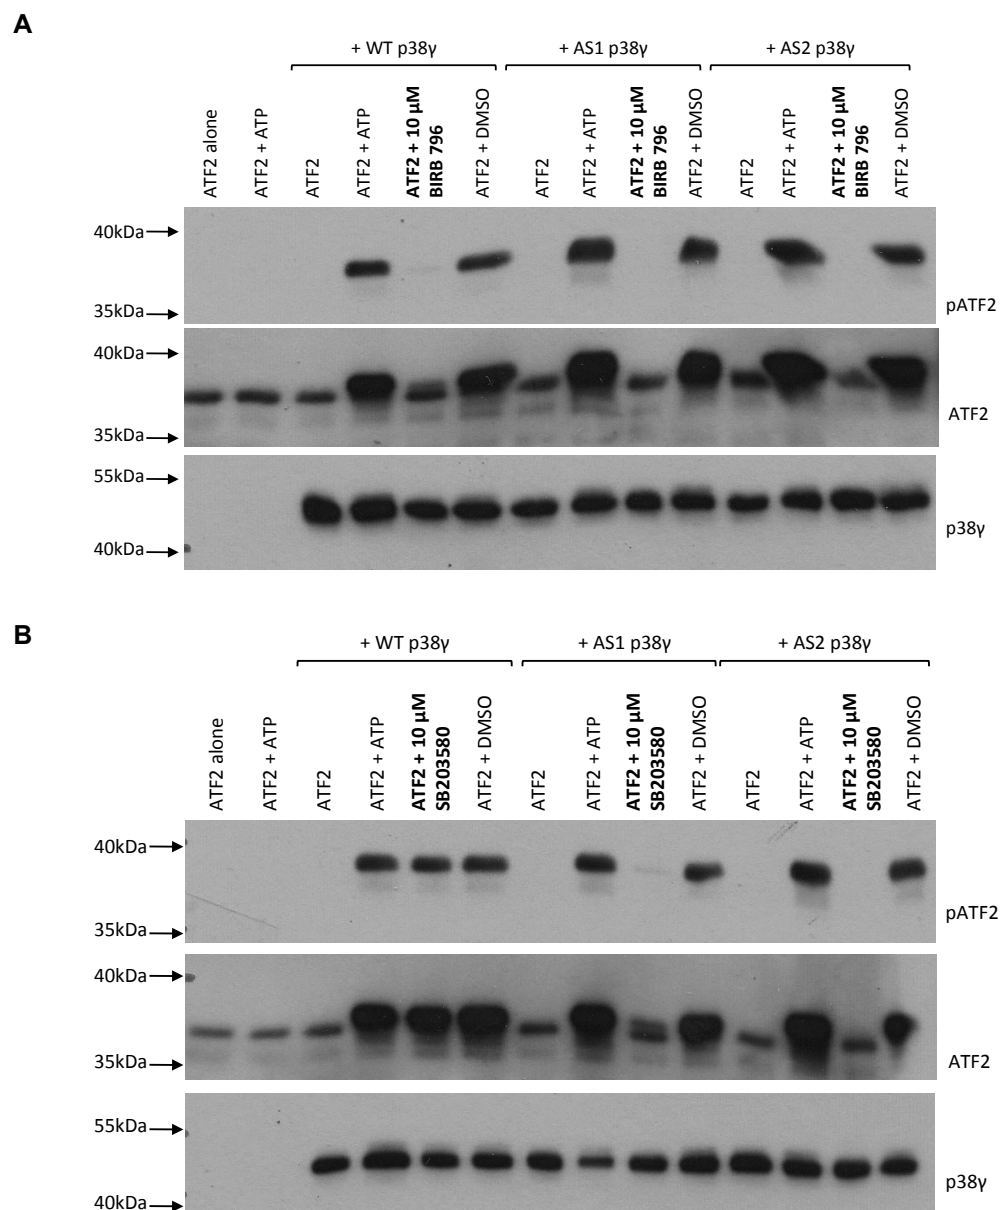 A
+ WT p38γ
+ AS1 p38γ
+ AS2 p38γ
ATF2 alone
ATF2 + ATP
ATF2
ATF2 + ATP
ATF2 + 10 μM
BIRB 796
ATF2 + DMSO
ATF2
ATF2 + ATP
ATF2 + 10 μM
BIRB 796
ATF2 + DMSO
ATF2
ATF2 + ATP
ATF2 + 10 μM
BIRB 796
ATF2 + DMSO
40kDa
35kDa
pATF2
40kDa
35kDa
ATF2
55kDa
40kDa
p38γ
B
+ WT p38γ
+ AS1 p38γ
+ AS2 p38γ
ATF2 alone
ATF2 + ATP
ATF2
ATF2 + ATP
ATF2 + 10 μM
SB203580
ATF2 + DMSO
ATF2
ATF2 + ATP
ATF2 + 10 μM
SB203580
ATF2 + DMSO
ATF2
ATF2 + ATP
ATF2 + 10 μM
SB203580
ATF2 + DMSO
40kDa
35kDa
pATF2
40kDa
35kDa
ATF2
55kDa
40kDa
p38γ